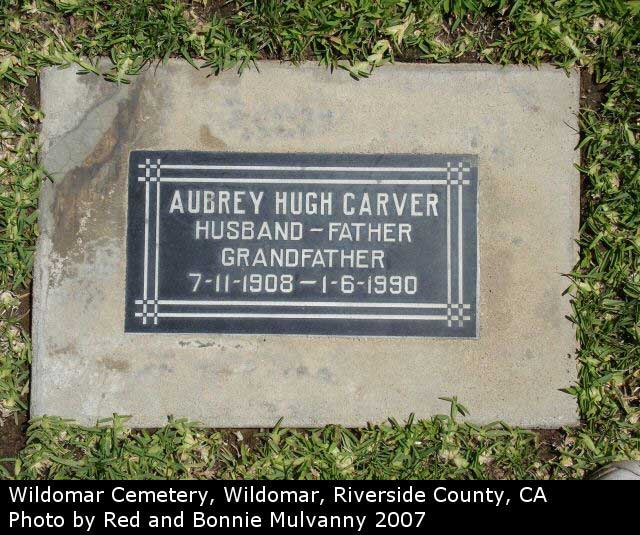 AUBREY HUGH CARVER
HUSBAND - FATHER
GRANDFATHER
7-11-1908 - 1-6-1990
Wildomar Cemetery, Wildomar, Riverside County, CA
Photo by Red and Bonnie Mulvanny 2007